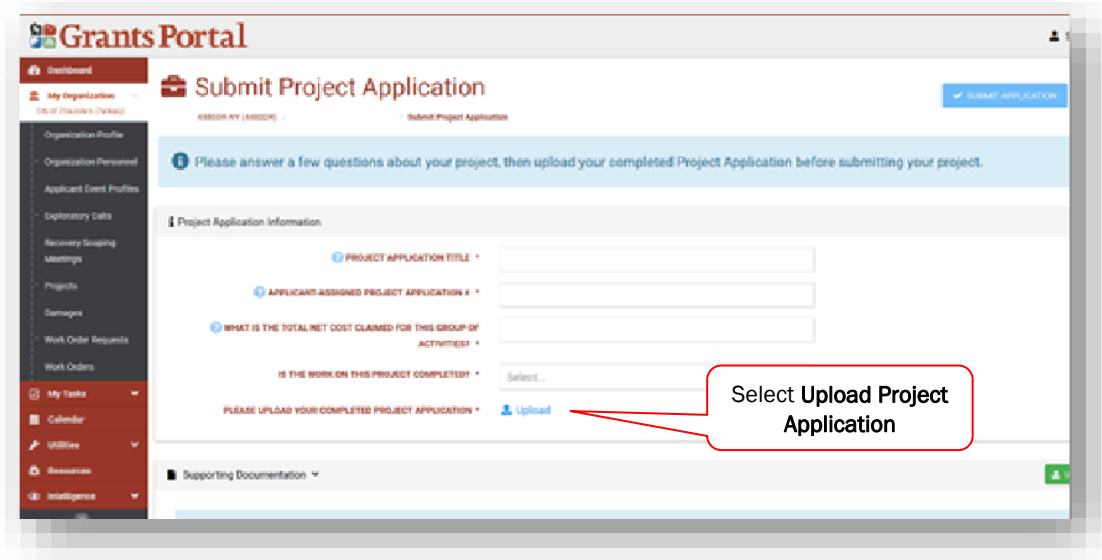 Grants Portal
Dashboard
My Organization
Organization Profile
Organization Personnel
Applicant Event Profiles
Exploratory Calls
Recovery Scoping
Meetings
Projects
Damages
Work Order Requests
Work Orders
My Tasks
Calendar
Utilities
Resources
Intelligence
Submit Project Application
SUBMIT APPLICATION
Submit Project Application
Please answer a few questions about your project, then upload your completed Project Application before submitting your project.
Project Application Information
PROJECT APPLICATION TITLE *
APPLICANT-ASSIGNED PROJECT APPLICATION # *
WHAT IS THE TOTAL NET COST CLAIMED FOR THIS GROUP OF
ACTIVITIES? *
IS THE WORK ON THIS PROJECT COMPLETED? *
Select...
PLEASE UPLOAD YOUR COMPLETED PROJECT APPLICATION *
Upload
Select Upload Project
Application
Supporting Documentation